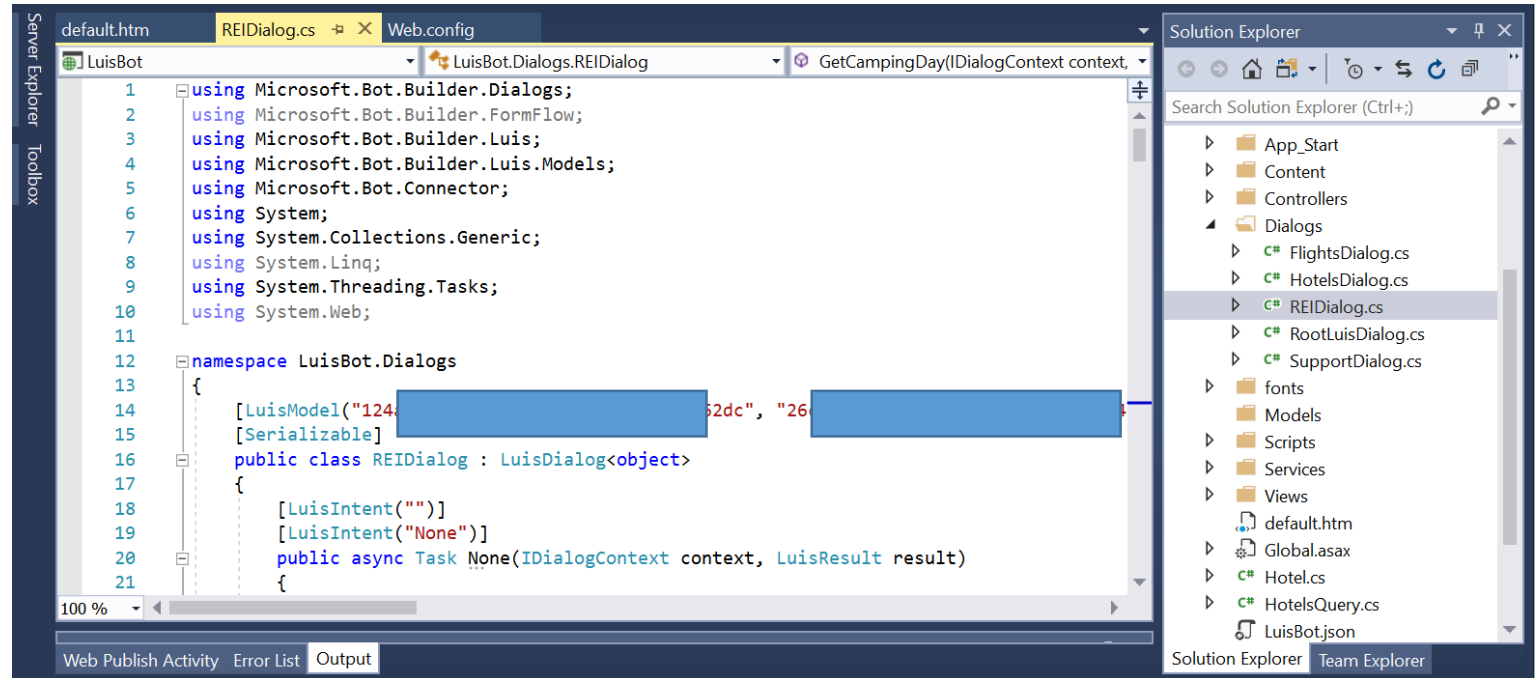 Server Explorer
Toolbox
default.htm
REIDialog.cs
Web.config
LuisBot
LuisBot.Dialogs.REIDialog
GetCampingDay(IDialogContext context,
1 using Microsoft.Bot.Builder.Dialogs;
2 using Microsoft.Bot.Builder.FormFlow;
3 using Microsoft.Bot.Builder.Luis;
4 using Microsoft.Bot.Builder.Luis.Models;
5 using Microsoft.Bot.Connector;
6 using System;
7 using System.Collections.Generic;
8 using System.Linq;
9 using System.Threading.Tasks;
10 using System.Web;
11
12 namespace LuisBot.Dialogs
13 {
14 [LuisModel("124 52dc", "26
15 [Serializable]
16 public class REIDialog : LuisDialog<object>
17 {
18 [LuisIntent("")]
19 [LuisIntent("None")]
20 public async Task None(IDialogContext context, LuisResult result)
21 {
100 %
Web Publish Activity
Error List
Output
Solution Explorer
Search Solution Explorer (Ctrl+;)
App_Start
Content
Controllers
Dialogs
C# FlightsDialog.cs
C# HotelsDialog.cs
C# REIDialog.cs
C# RootLuisDialog.cs
C# SupportDialog.cs
fonts
Models
Scripts
Services
Views
default.htm
Global.asax
C# Hotel.cs
C# HotelsQuery.cs
LuisBot.json
Solution Explorer
Team Explorer